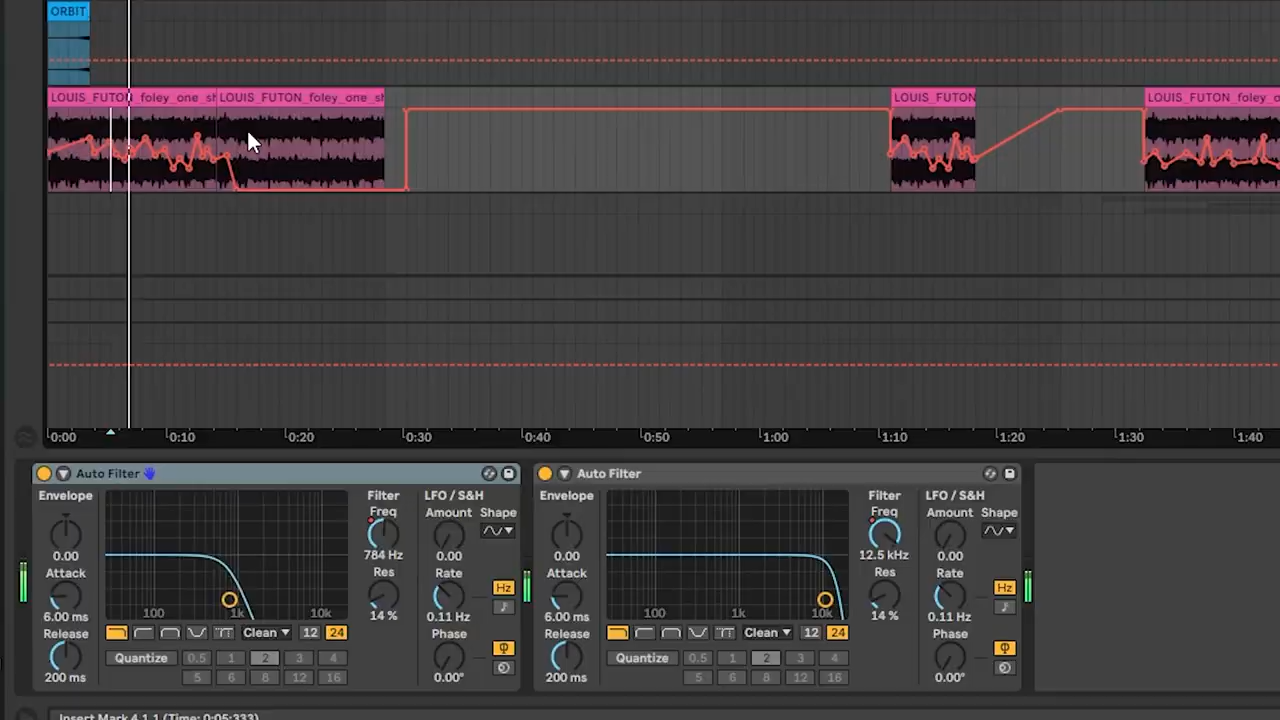 ORBIT
LOUIS_FUTON_foley_one_sh LOUIS_FUTON_foley_one_sh LOUIS_FUTON LOUIS_FUTON_foley_o
0:00 0:10 0:20 0:30 0:40 0:50 1:00 1:10 1:20 1:30 1:40
Auto Filter
Envelope
0.00
Attack
6.00 ms
Release
200 ms
100 1k 10k
Clean 12 24
Quantize 0.5 1 2 3 4
5 6 8 12 16
Filter
Freq
784 Hz
Res
14 %
LFO / S&H
Amount Shape
0.00
Rate Hz
0.11 Hz
Phase
0.00°
Auto Filter
Envelope
0.00
Attack
6.00 ms
Release
200 ms
100 1k 10k
Clean 12 24
Quantize 0.5 1 2 3 4
5 6 8 12 16
Filter
Freq
12.5 kHz
Res
14 %
LFO / S&H
Amount Shape
0.00
Rate Hz
0.11 Hz
Phase
0.00°
Insert Mark 4.1.1 (Time: 0:05:333)